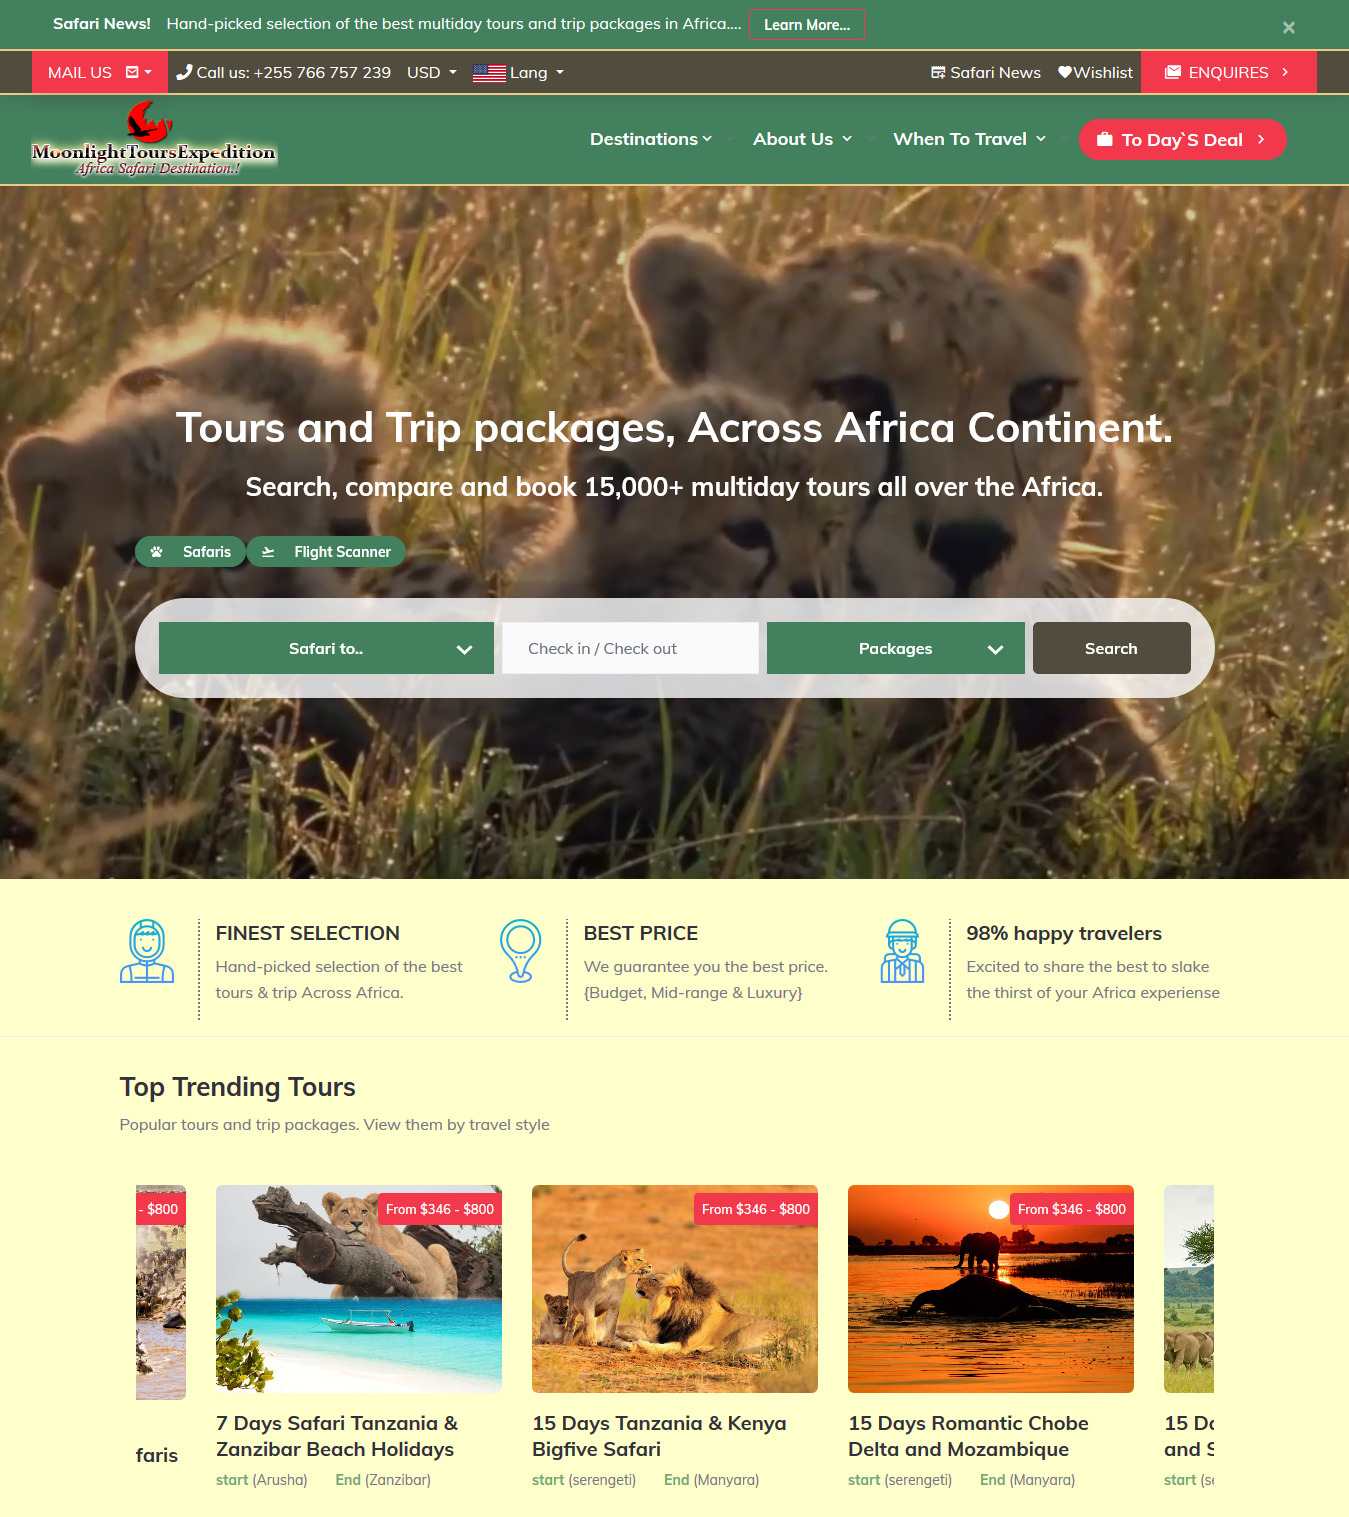 Safari News! Hand-picked selection of the best multiday tours and trip packages in Africa.... Learn More... ×
MAIL US Call us: +255 766 757 239 USD Lang Safari News Wishlist ENQUIRES
MoonlightToursExpedition
Africa Safari Destination.!
Destinations About Us When To Travel To Day`S Deal
Tours and Trip packages, Across Africa Continent.
Search, compare and book 15,000+ multiday tours all over the Africa.
Safaris Flight Scanner
Safari to.. Check in / Check out Packages Search
FINEST SELECTION
Hand-picked selection of the best
tours & trip Across Africa.
BEST PRICE
We guarantee you the best price.
{Budget, Mid-range & Luxury}
98% happy travelers
Excited to share the best to slake
the thirst of your Africa experiense
Top Trending Tours
Popular tours and trip packages. View them by travel style
- $800
faris
From $346 - $800
7 Days Safari Tanzania &
Zanzibar Beach Holidays
start (Arusha) End (Zanzibar)
From $346 - $800
15 Days Tanzania & Kenya
Bigfive Safari
start (serengeti) End (Manyara)
From $346 - $800
15 Days Romantic Chobe
Delta and Mozambique
start (serengeti) End (Manyara)
15 Da
and S
start (se